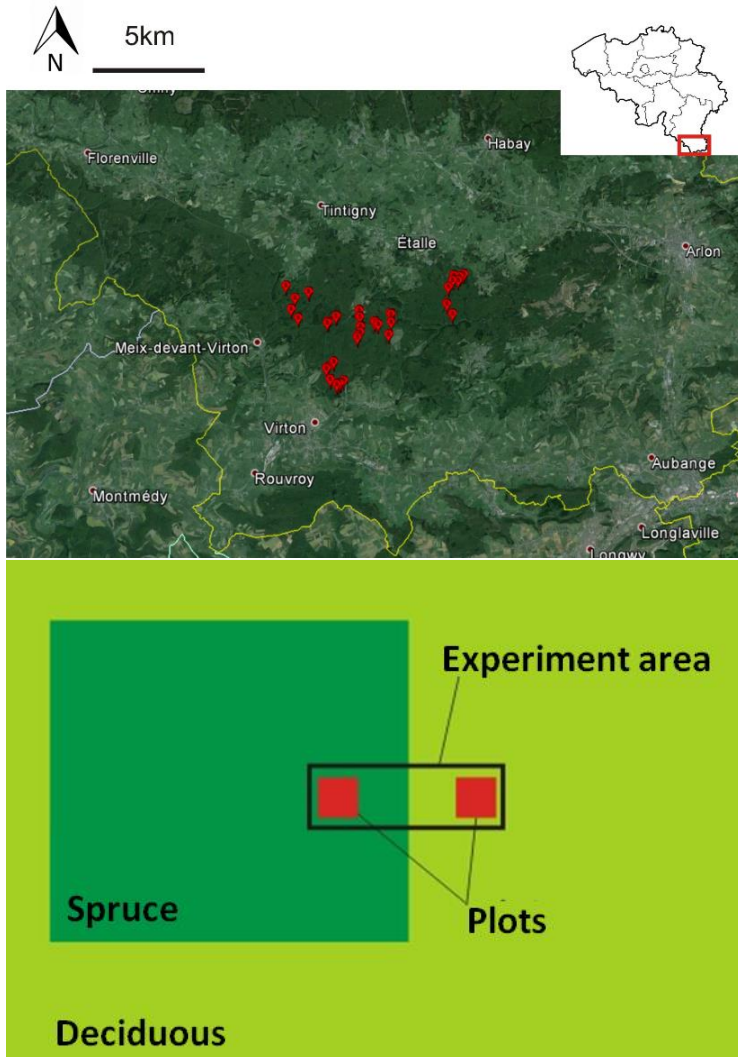 5km
N
Florenville
Habay
Tintigny
Étalle
Arlon
Meix-devant-Virton
Virton
Aubange
Rouvroy
Montmédy
Longlaville
Longwy
Experiment area
Spruce
Plots
Deciduous